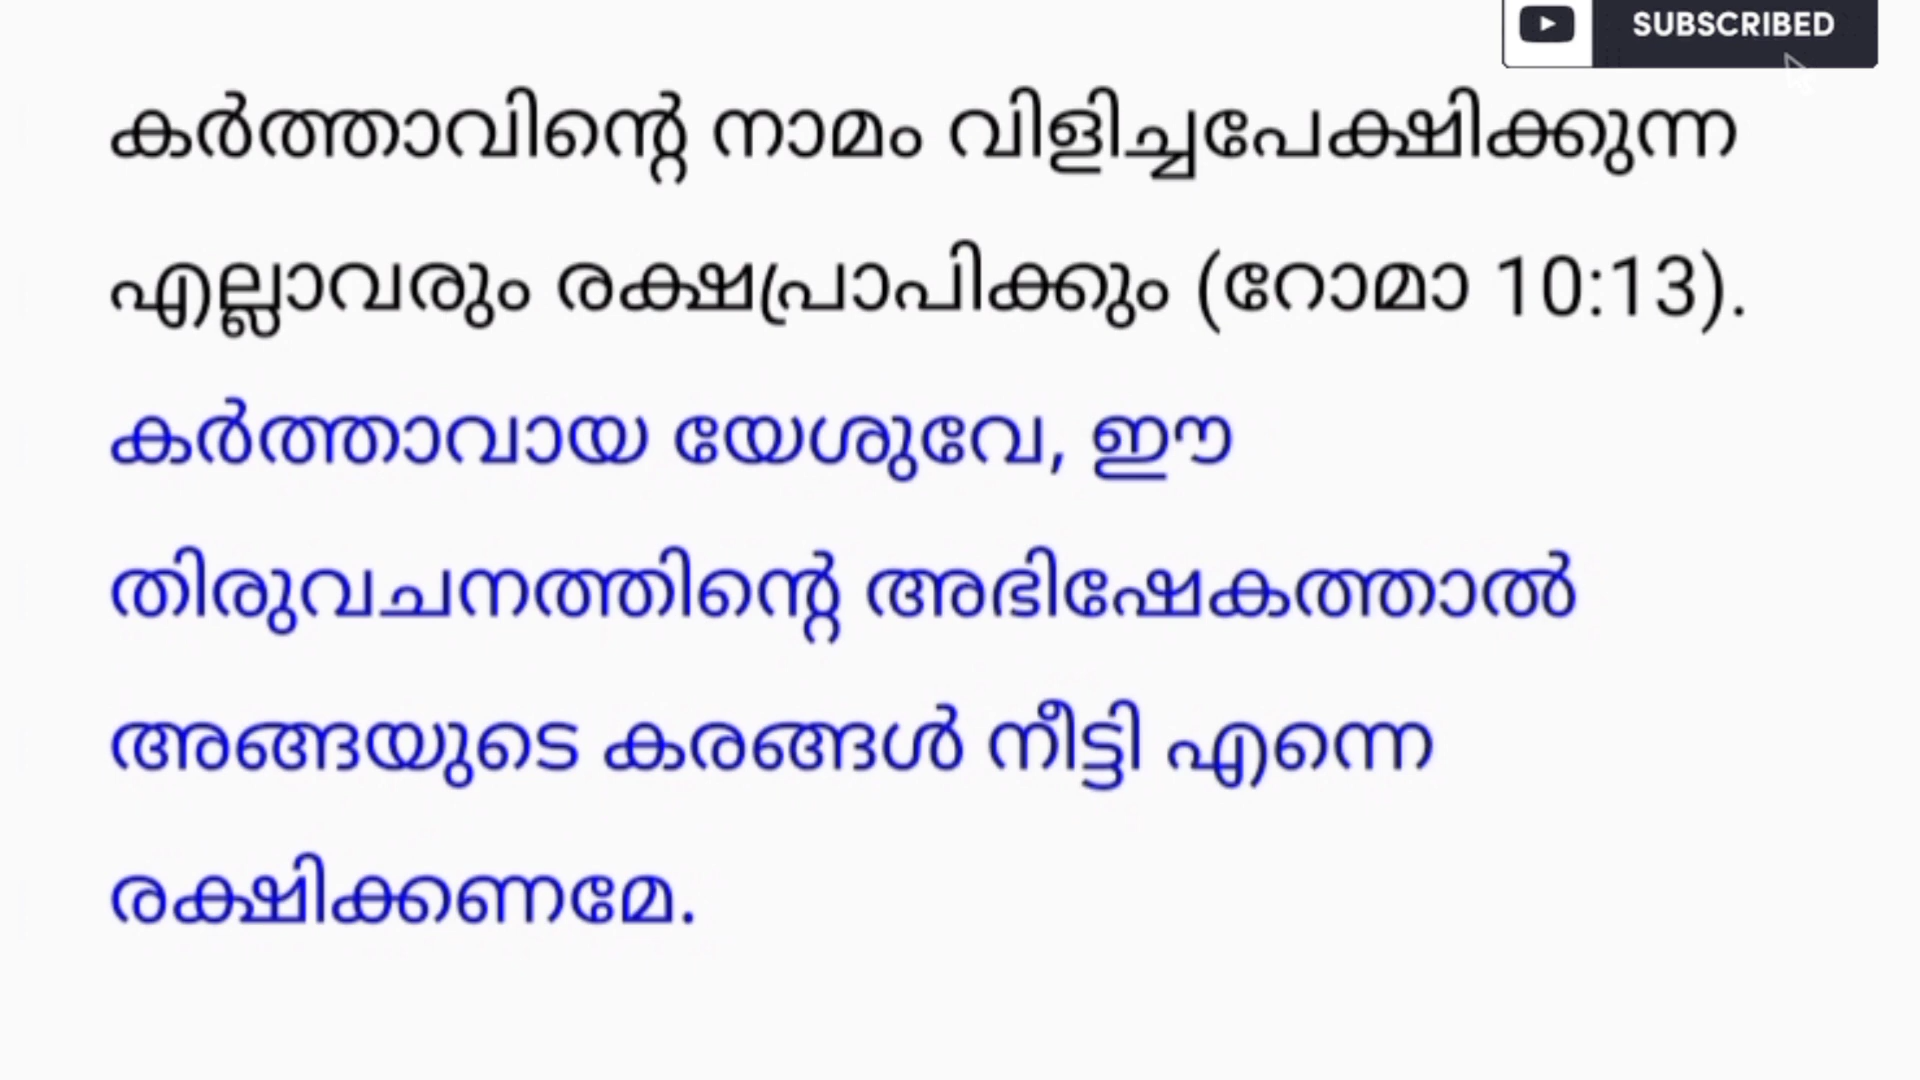 SUBSCRIBED
കർത്താവിന്റെ നാമം വിളിച്ചപേക്ഷിക്കുന്ന
എല്ലാവരും രക്ഷപ്രാപിക്കും (റോമാ 10:13).
കർത്താവായ യേശുവേ, ഈ
തിരുവചനത്തിന്റെ അഭിഷേകത്താൽ
അങ്ങയുടെ കരങ്ങൾ നീട്ടി എന്നെ
രക്ഷിക്കണമേ.